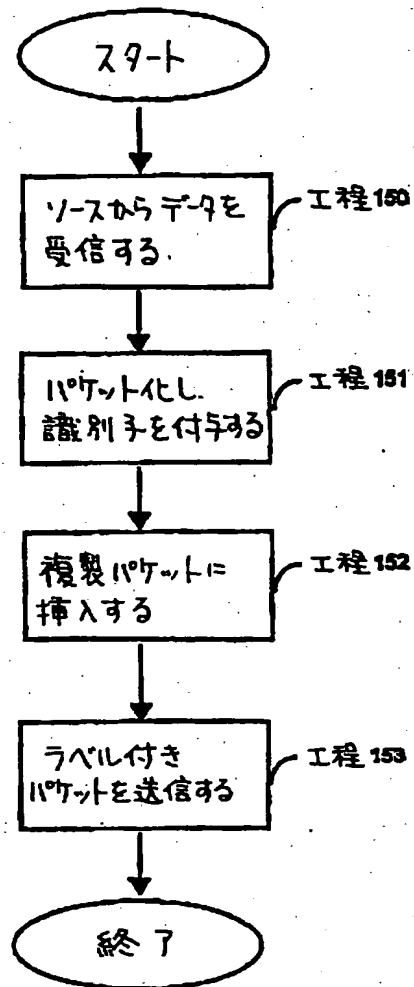 スタート
ソースからデータを
受信する.
工程150
パケット化し.
識別子を付与する
工程151
複製パケットに
挿入する
工程152
ラベル付き
パケットを送信する
工程153
終了